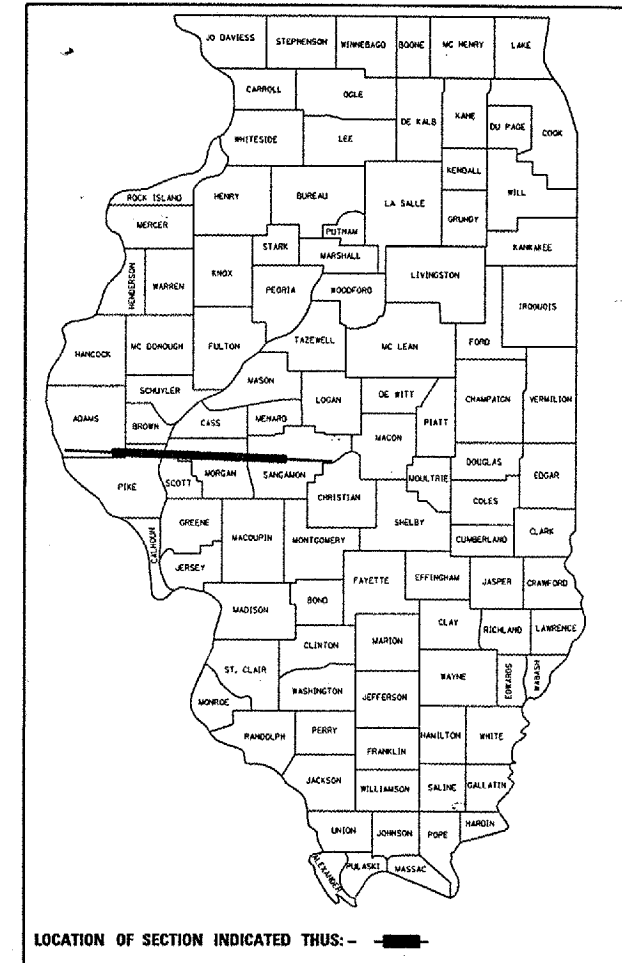 JO DAVIESS
STEPHENSON
WINNEBAGO
BOONE
MC HENRY
LAKE
CARROLL
OGLE
DE KALB
KANE
DU PAGE
COOK
WHITESIDE
LEE
KENDALL
WILL
ROCK ISLAND
HENRY
BUREAU
LA SALLE
GRUNDY
MERCER
PUTNAM
KANKAKEE
STARK
MARSHALL
HENDERSON
WARREN
KNOX
PEORIA
WOODFORD
LIVINGSTON
IROQUOIS
HANCOCK
MC DONOUGH
FULTON
TAZEWELL
MC LEAN
FORD
MASON
SCHUYLER
LOGAN
DE WITT
CHAMPAIGN
VERMILION
ADAMS
BROWN
CASS
MENARD
MACON
PIATT
PIKE
SCOTT
MORGAN
SANGAMON
CHRISTIAN
MOULTRIE
DOUGLAS
EDGAR
COLES
CALHOUN
GREENE
MACOUPIN
MONTGOMERY
SHELBY
CUMBERLAND
CLARK
JERSEY
FAYETTE
EFFINGHAM
JASPER
CRAWFORD
MADISON
BOND
CLAY
RICHLAND
LAWRENCE
CLINTON
MARION
ST. CLAIR
WAYNE
EDWARDS
WABASH
MONROE
WASHINGTON
JEFFERSON
RANDOLPH
PERRY
HAMILTON
WHITE
FRANKLIN
JACKSON
WILLIAMSON
SALINE
GALLATIN
UNION
JOHNSON
POPE
HARDIN
ALEXANDER
PULASKI
MASSAC
LOCATION OF SECTION INDICATED THUS: -